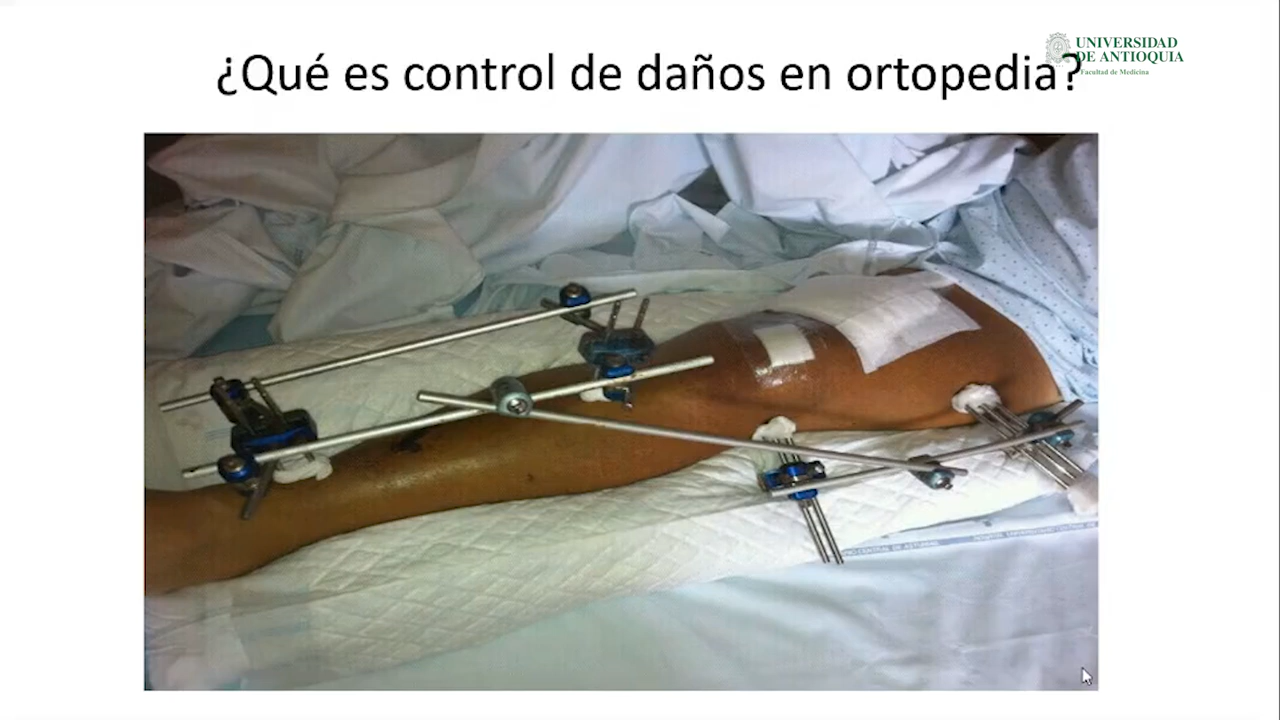 ¿Qué es control de daños en ortopedia?
UNIVERSIDAD
DE ANTIOQUIA
Facultad de Medicina